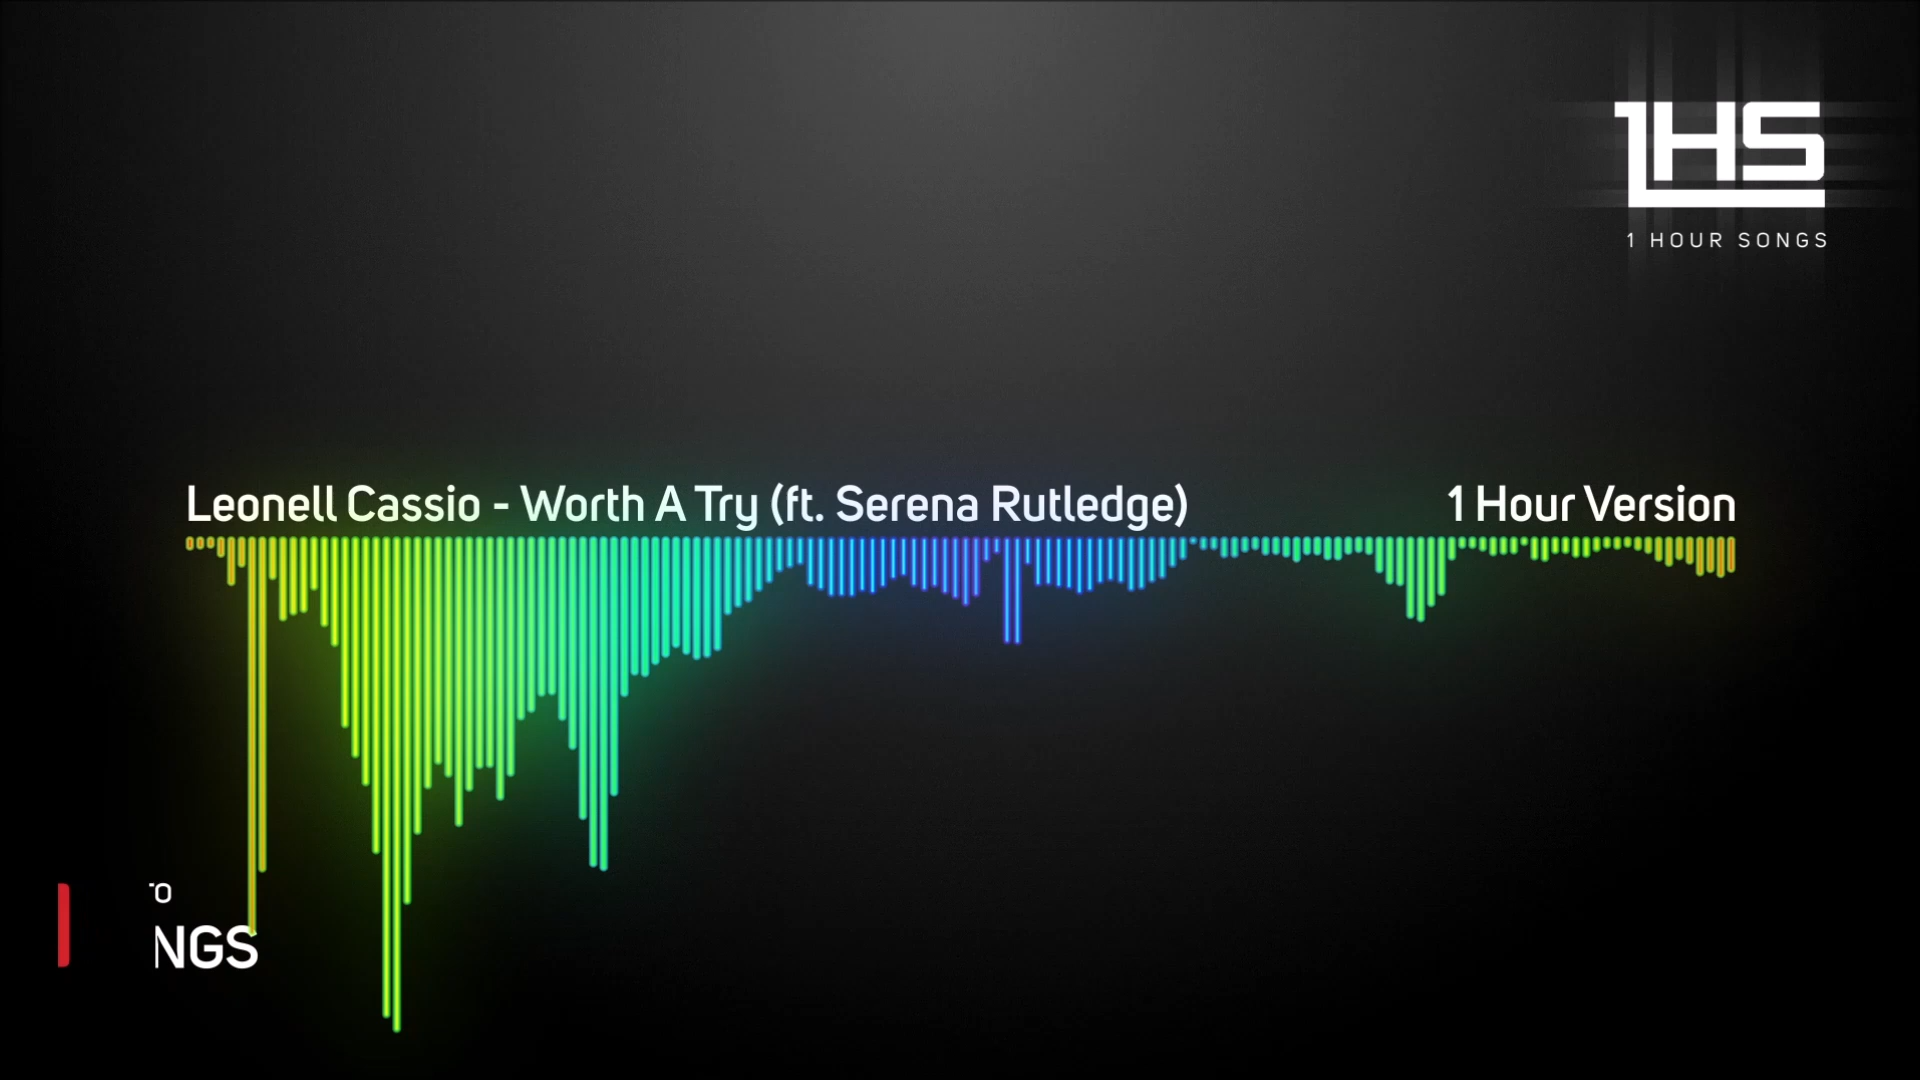 1HS
1 HOUR SONGS
Leonell Cassio - Worth A Try (ft. Serena Rutledge)
1 Hour Version
NGS